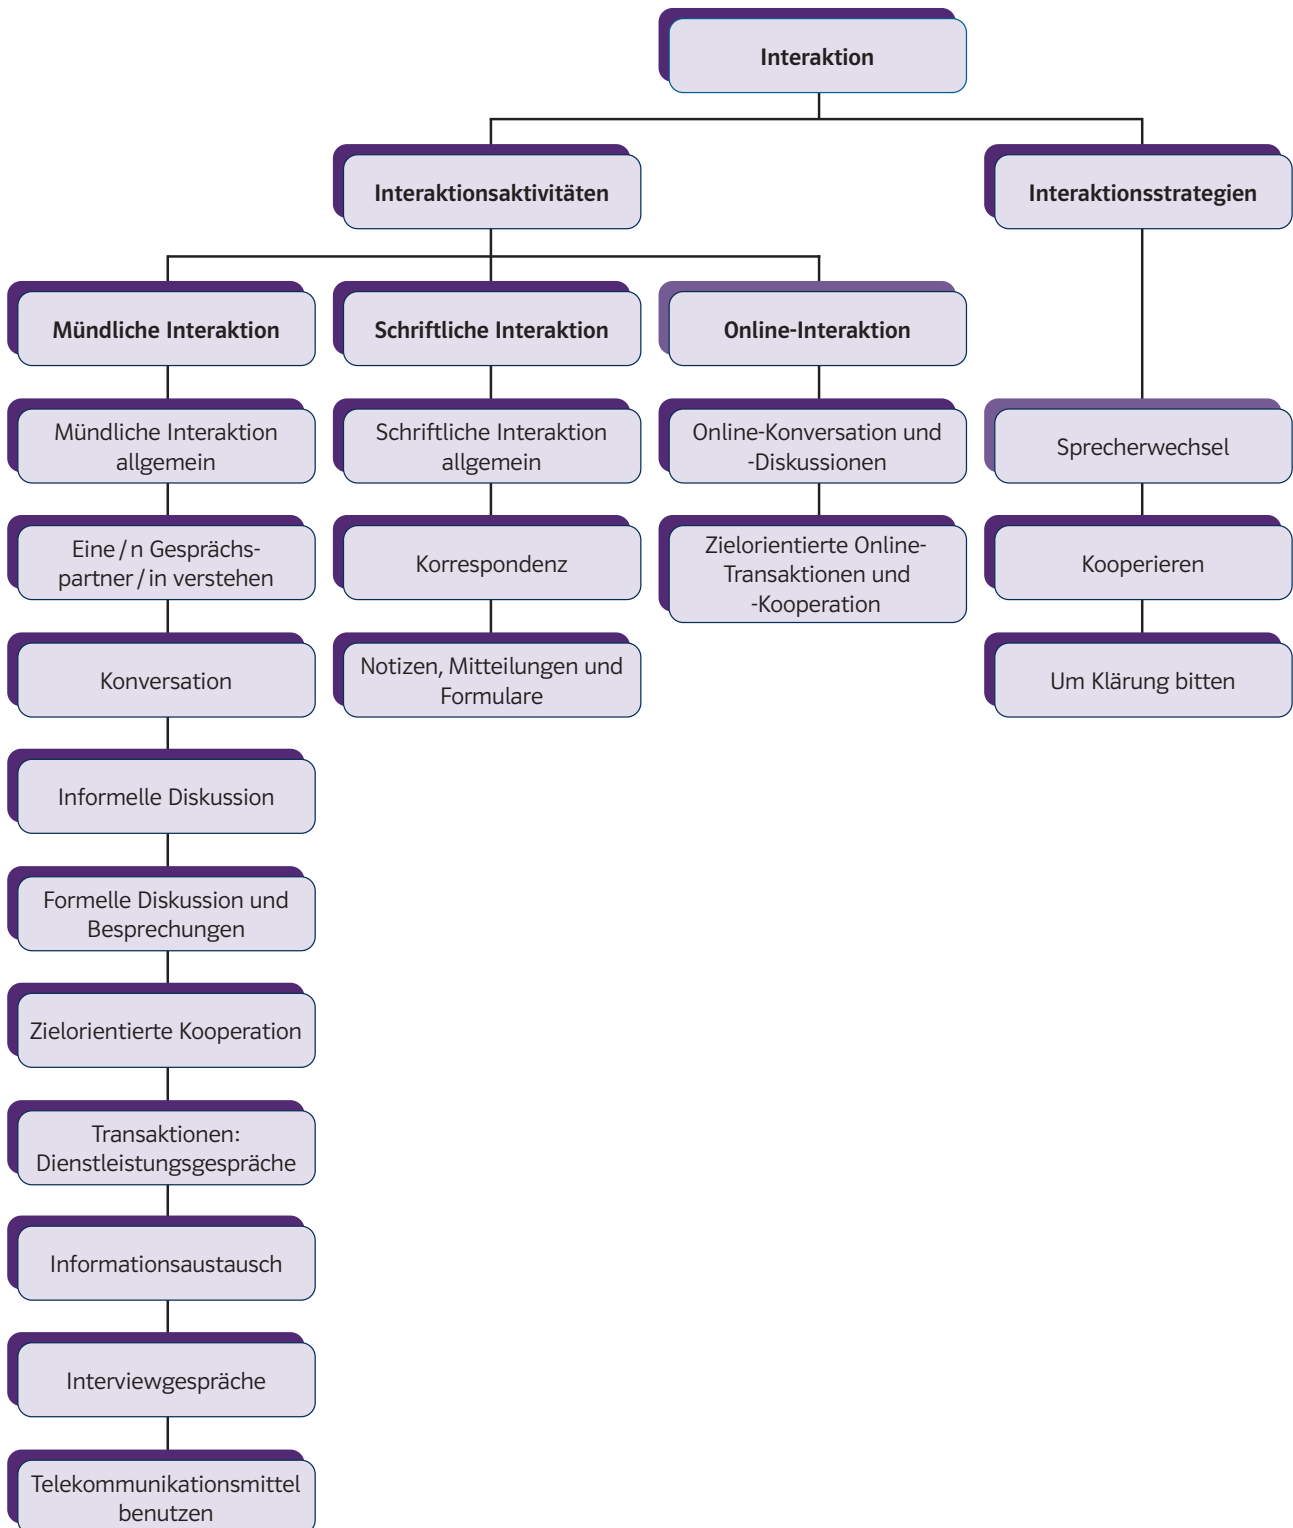 Interaktion
Interaktionsaktivitäten
Interaktionsstrategien
Mündliche Interaktion
Schriftliche Interaktion
Online-Interaktion
Mündliche Interaktion
allgemein
Eine/n Gesprächs-
partner/in verstehen
Konversation
Informelle Diskussion
Formelle Diskussion und
Besprechungen
Zielorientierte Kooperation
Transaktionen:
Dienstleistungsgespräche
Informationsaustausch
Interviewgespräche
Telekommunikationsmittel
benutzen
Schriftliche Interaktion
allgemein
Korrespondenz
Notizen, Mitteilungen und
Formulare
Online-Konversation und
-Diskussionen
Zielorientierte Online-
Transaktionen und
-Kooperation
Sprecherwechsel
Kooperieren
Um Klärung bitten